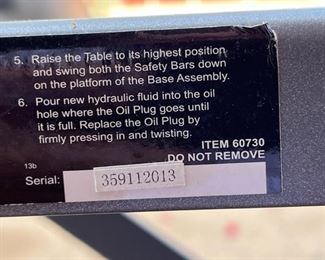 5. Raise the Table to its highest position
and swing both the Safety Bars down
on the platform of the Base Assembly.
6. Pour new hydraulic fluid into the oil
hole where the Oil Plug goes until
it is full. Replace the Oil Plug by
firmly pressing in and twisting.
ITEM 60730
13b DO NOT REMOVE
Serial: 359112013